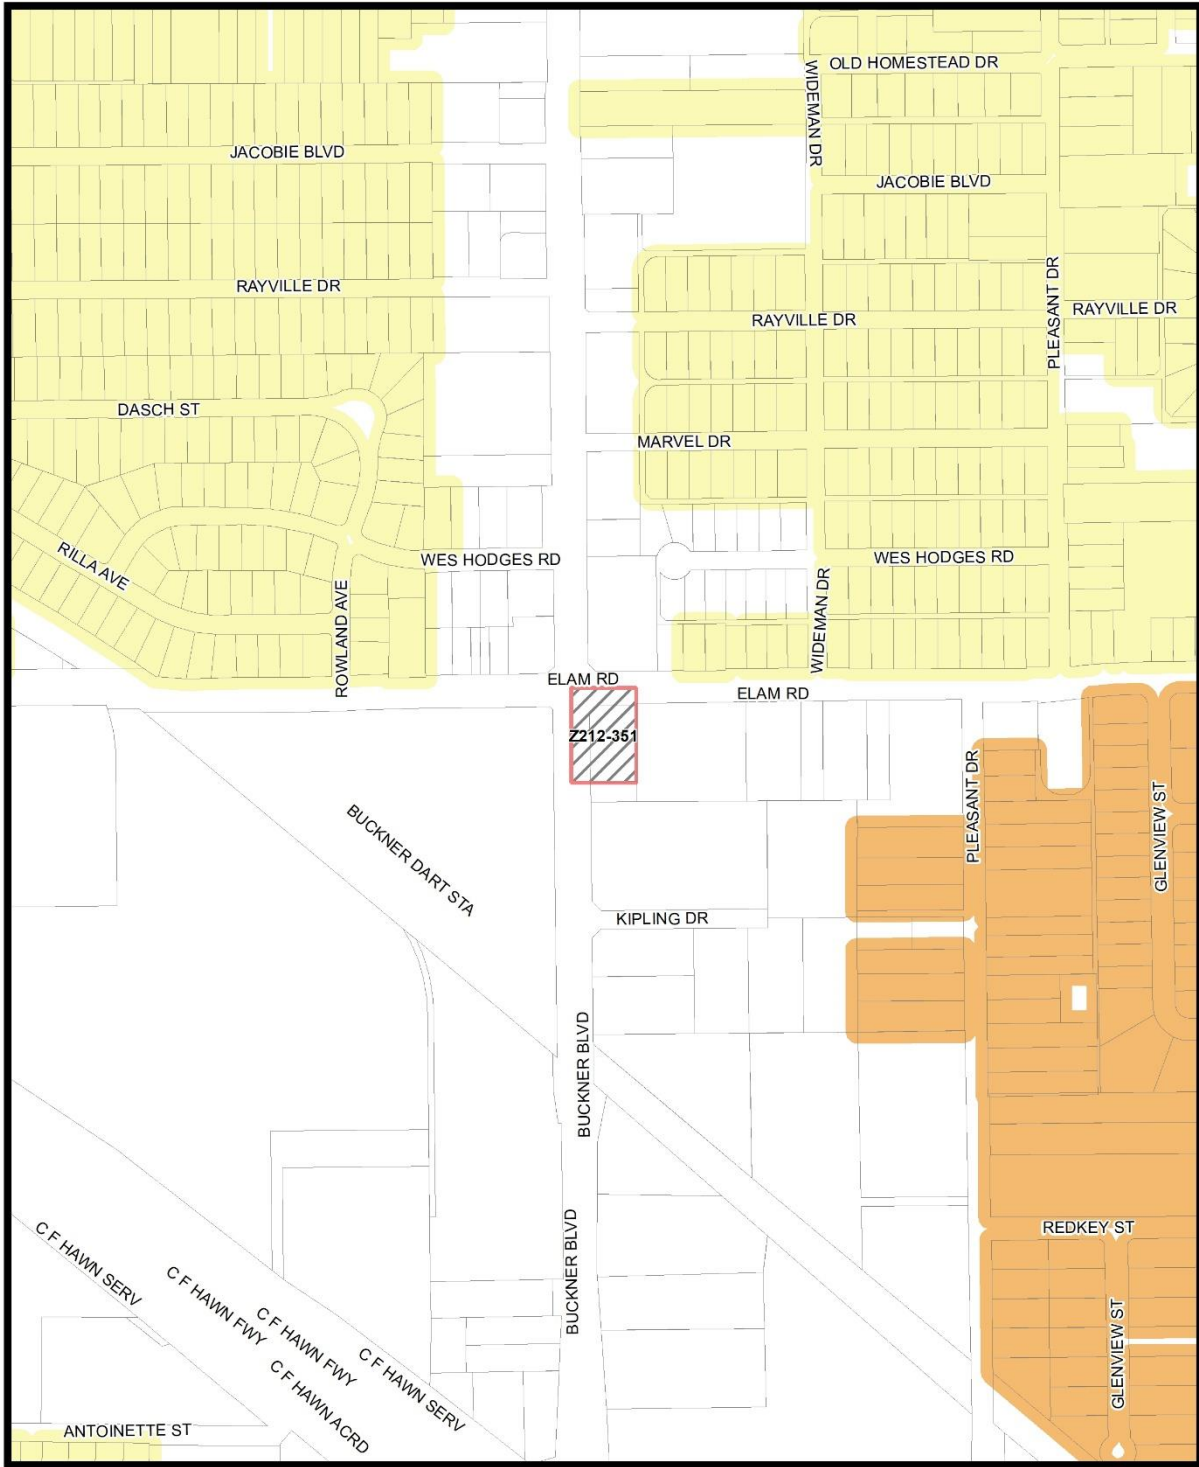 OLD HOMESTEAD DR
WIDEMAN DR
JACOBIE BLVD
JACOBIE BLVD
PLEASANT DR
RAYVILLE DR
RAYVILLE DR
RAYVILLE DR
DASCH ST
MARVEL DR
RILLA AVE
WES HODGES RD
WES HODGES RD
ROWLAND AVE
WIDEMAN DR
ELAM RD
ELAM RD
Z212-351
PLEASANT DR
GLENVIEW ST
BUCKNER DART STA
KIPLING DR
BUCKNER BLVD
BUCKNER BLVD
REDKEY ST
C F HAWN SERV
C F HAWN FWY
C F HAWN FWY
C F HAWN SERV
C F HAWN ACRD
GLENVIEW ST
ANTOINETTE ST